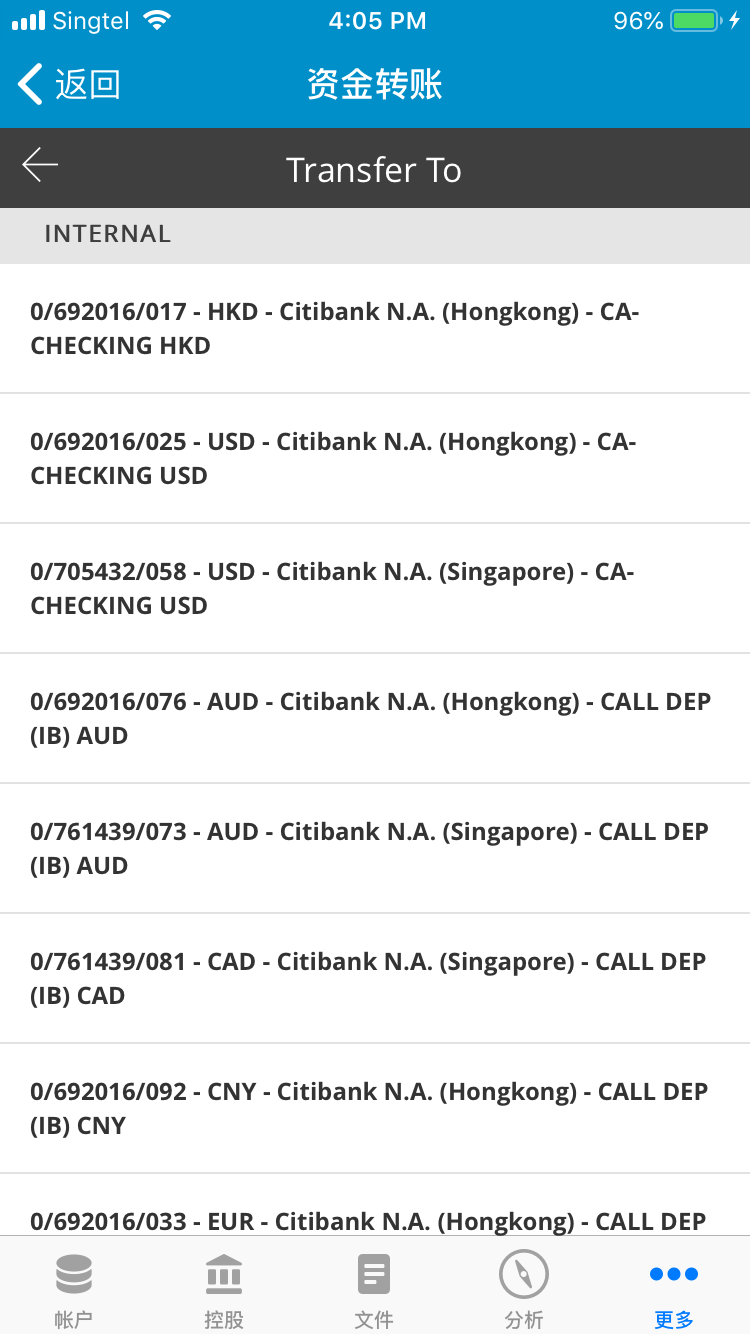 Singtel 4:05 PM 96%
返回 资金转账
Transfer To
INTERNAL
0/692016/017 - HKD - Citibank N.A. (Hongkong) - CA-
CHECKING HKD
0/692016/025 - USD - Citibank N.A. (Hongkong) - CA-
CHECKING USD
0/705432/058 - USD - Citibank N.A. (Singapore) - CA-
CHECKING USD
0/692016/076 - AUD - Citibank N.A. (Hongkong) - CALL DEP
(IB) AUD
0/761439/073 - AUD - Citibank N.A. (Singapore) - CALL DEP
(IB) AUD
0/761439/081 - CAD - Citibank N.A. (Singapore) - CALL DEP
(IB) CAD
0/692016/092 - CNY - Citibank N.A. (Hongkong) - CALL DEP
(IB) CNY
0/692016/033 - EUR - Citibank N.A. (Hongkong) - CALL DEP
帐户 控股 文件 分析 更多